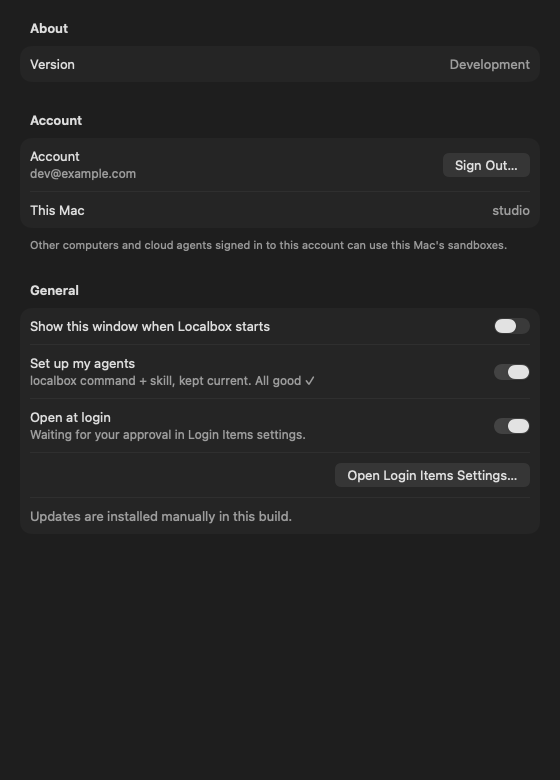 About
Version
Development
Account
Account
dev@example.com
Sign Out...
This Mac
studio
Other computers and cloud agents signed in to this account can use this Mac's sandboxes.
General
Show this window when Localbox starts
Set up my agents
localbox command + skill, kept current. All good ✓
Open at login
Waiting for your approval in Login Items settings.
Open Login Items Settings...
Updates are installed manually in this build.